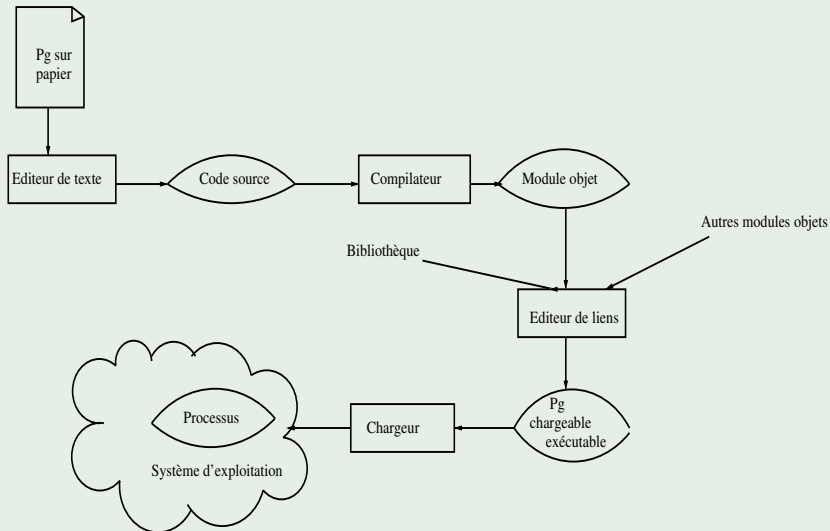 Pg sur
papier
Editeur de texte
Code source
Compilateur
Module objet
Autres modules objets
Bibliothèque
Editeur de liens
Pg
chargeable
exécutable
Chargeur
Processus
Système d'exploitation